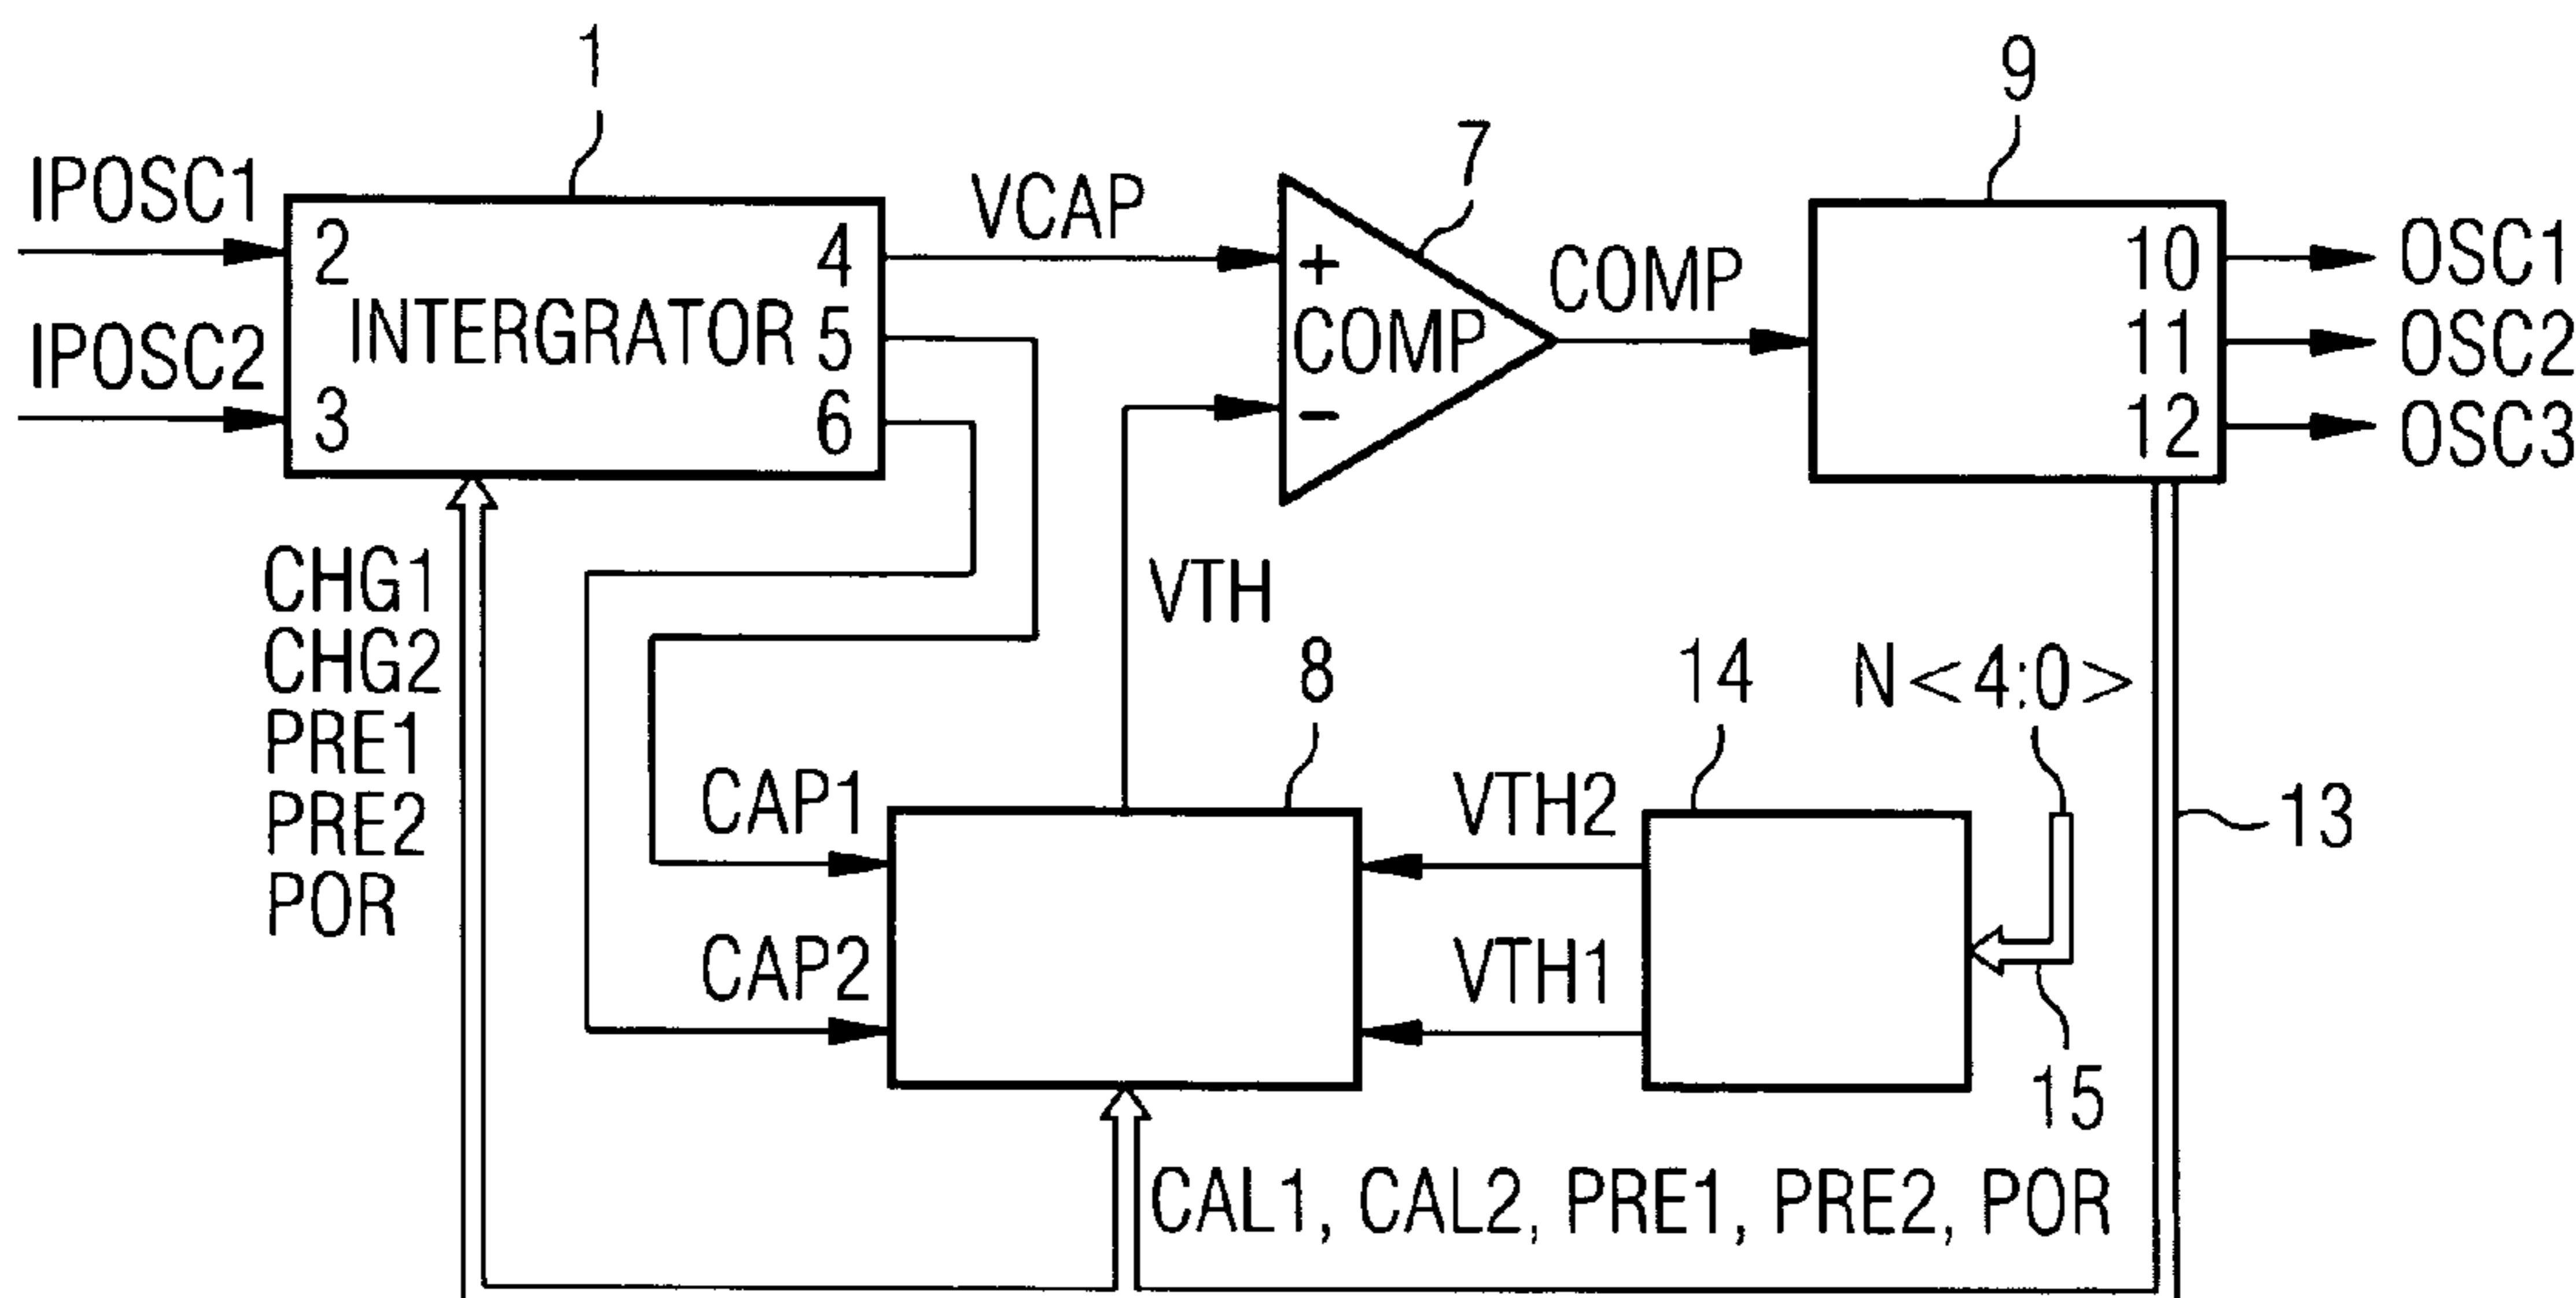 1
9
7
IPOSC1
2
4
VCAP
+
10
OSC1
INTERGRATOR
COMP
COMP
IPOSC2
5
11
OSC2
3
6
-
12
OSC3
CHG1
CHG2
PRE1
PRE2
POR
VTH
8
14
N<4:0>
CAP1
VTH2
13
CAP2
VTH1
15
CAL1, CAL2, PRE1, PRE2, POR